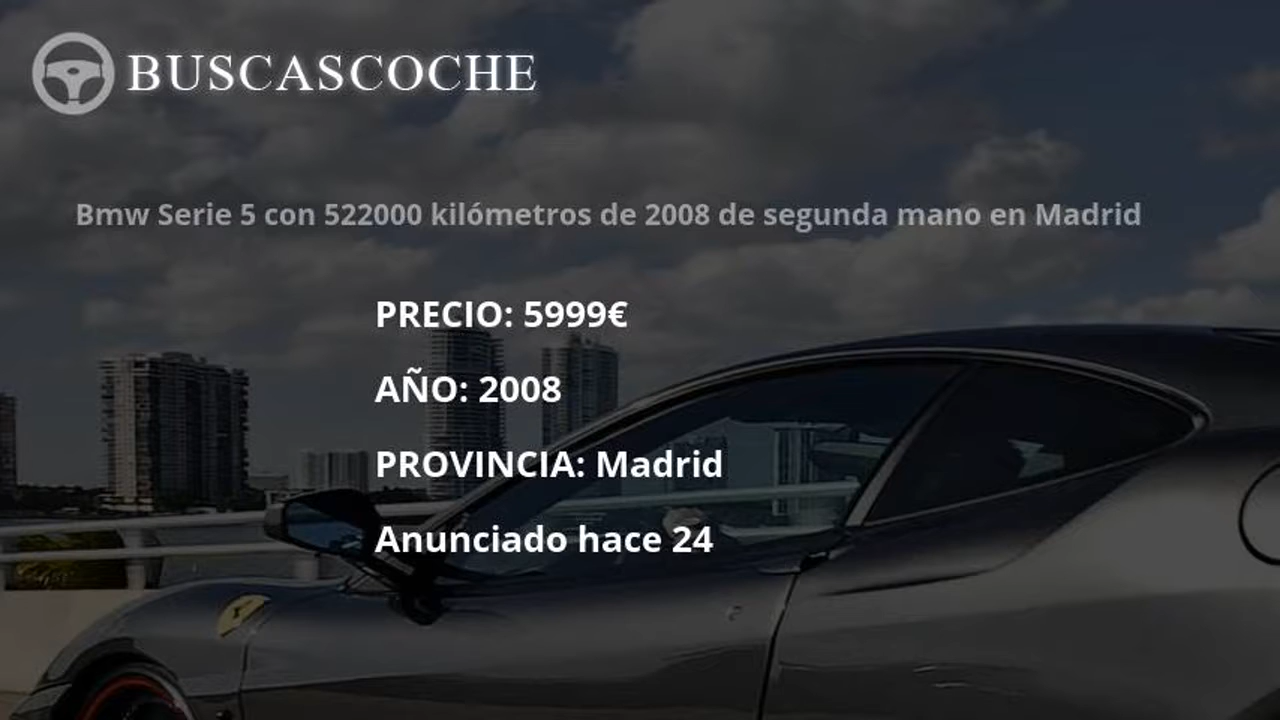 BUSCASCOCHE
Bmw Serie 5 con 522000 kilómetros de 2008 de segunda mano en Madrid
PRECIO: 5999€
AÑO: 2008
PROVINCIA: Madrid
Anunciado hace 24